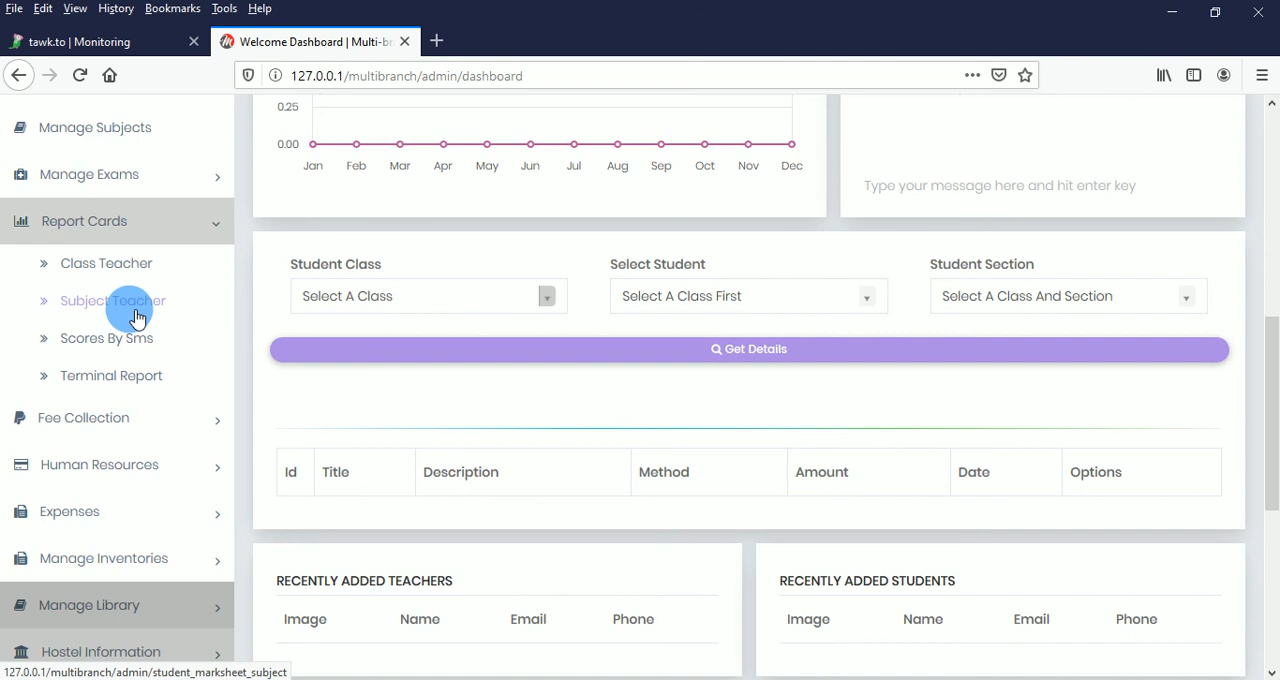 File Edit View History Bookmarks Tools Help
tawk.to | Monitoring
Welcome Dashboard | Multi-br
127.0.0.1/multibranch/admin/dashboard
Manage Subjects
Manage Exams
Report Cards
Class Teacher
Subject Teacher
Scores By Sms
Terminal Report
Fee Collection
Human Resources
Expenses
Manage Inventories
Manage Library
Hostel Information
0.25
0.00
Jan Feb Mar Apr May Jun Jul Aug Sep Oct Nov Dec
Type your message here and hit enter key
Student Class Select Student Student Section
Select A Class Select A Class First Select A Class And Section
Get Details
Id Title Description Method Amount Date Options
RECENTLY ADDED TEACHERS
Image Name Email Phone
RECENTLY ADDED STUDENTS
Image Name Email Phone
127.0.0.1/multibranch/admin/student_marksheet_subject